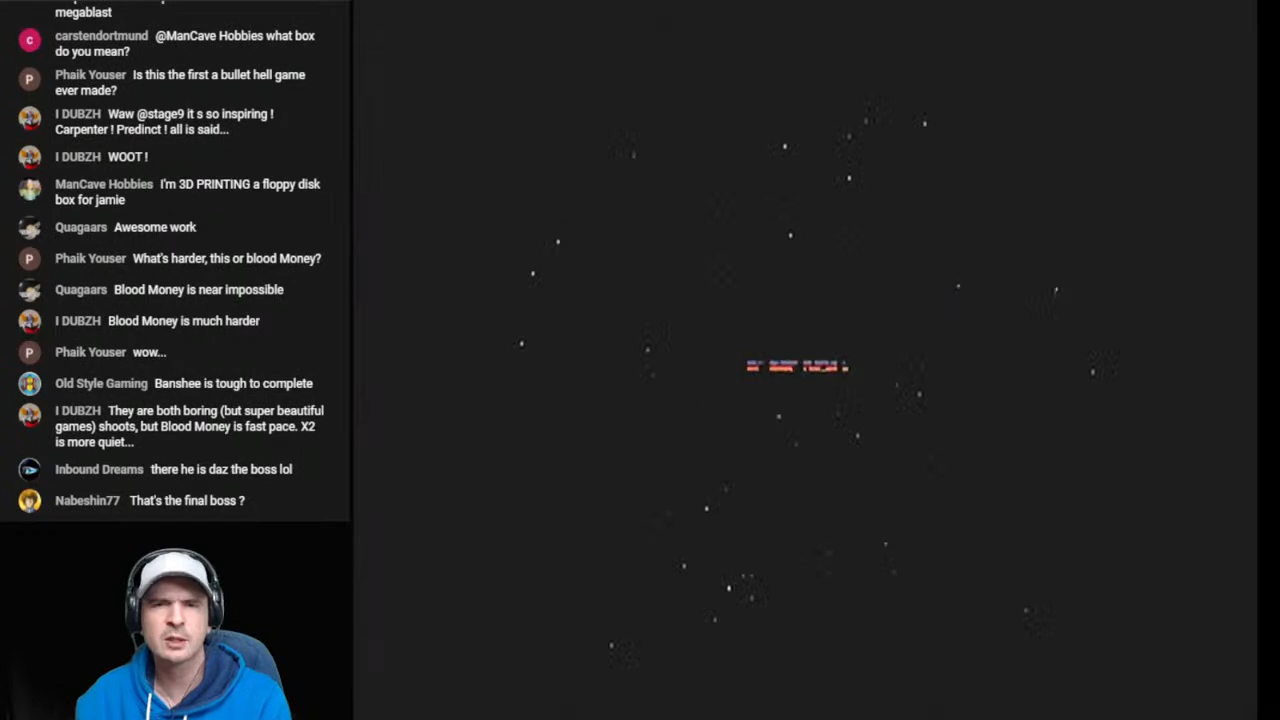 megablast
carstendortmund @ManCave Hobbies what box
do you mean?
Phaik Youser Is this the first a bullet hell game
ever made?
I DUBZH Waw @stage9 it s so inspiring !
Carpenter ! Predinct ! all is said...
I DUBZH WOOT !
ManCave Hobbies I'm 3D PRINTING a floppy disk
box for jamie
Quagaars Awesome work
Phaik Youser What's harder, this or blood Money?
Quagaars Blood Money is near impossible
I DUBZH Blood Money is much harder
Phaik Youser wow...
Old Style Gaming Banshee is tough to complete
I DUBZH They are both boring (but super beautiful
games) shoots, but Blood Money is fast pace. X2
is more quiet...
Inbound Dreams there he is daz the boss lol
Nabeshin77 That's the final boss ?
c
P
P
P